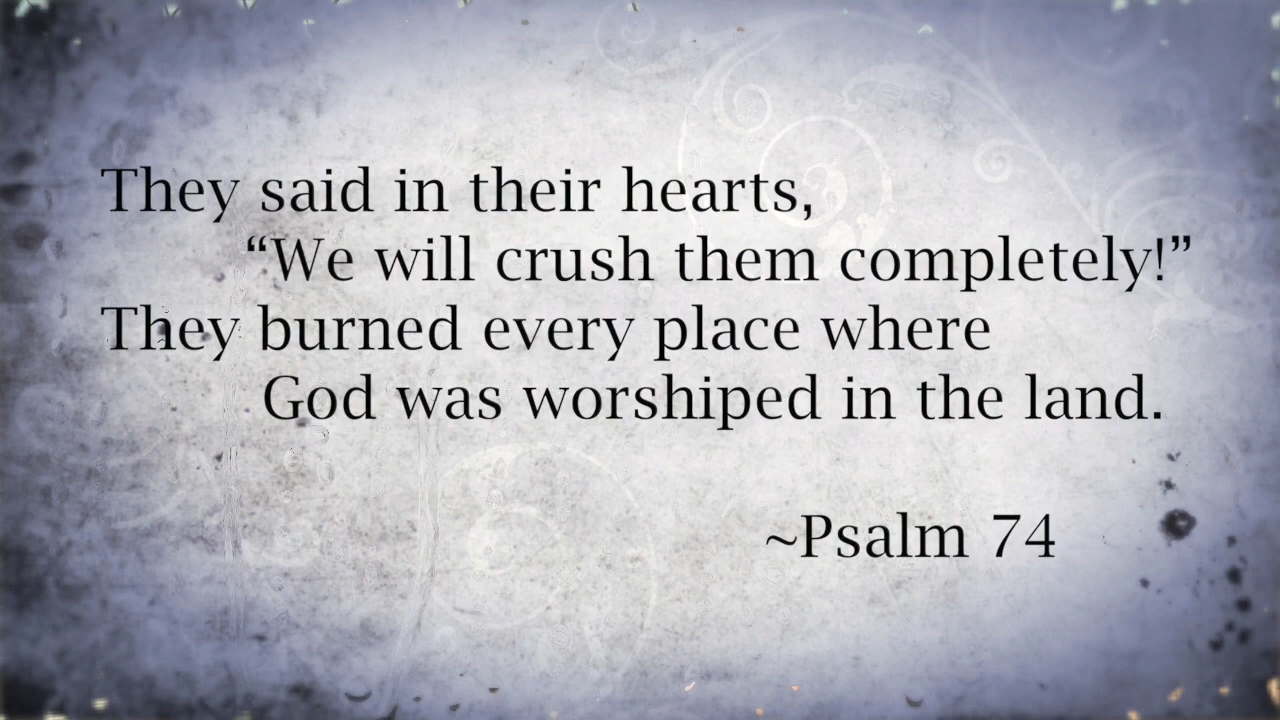 They said in their hearts,
“We will crush them completely!”
They burned every place where
God was worshiped in the land.
~Psalm 74